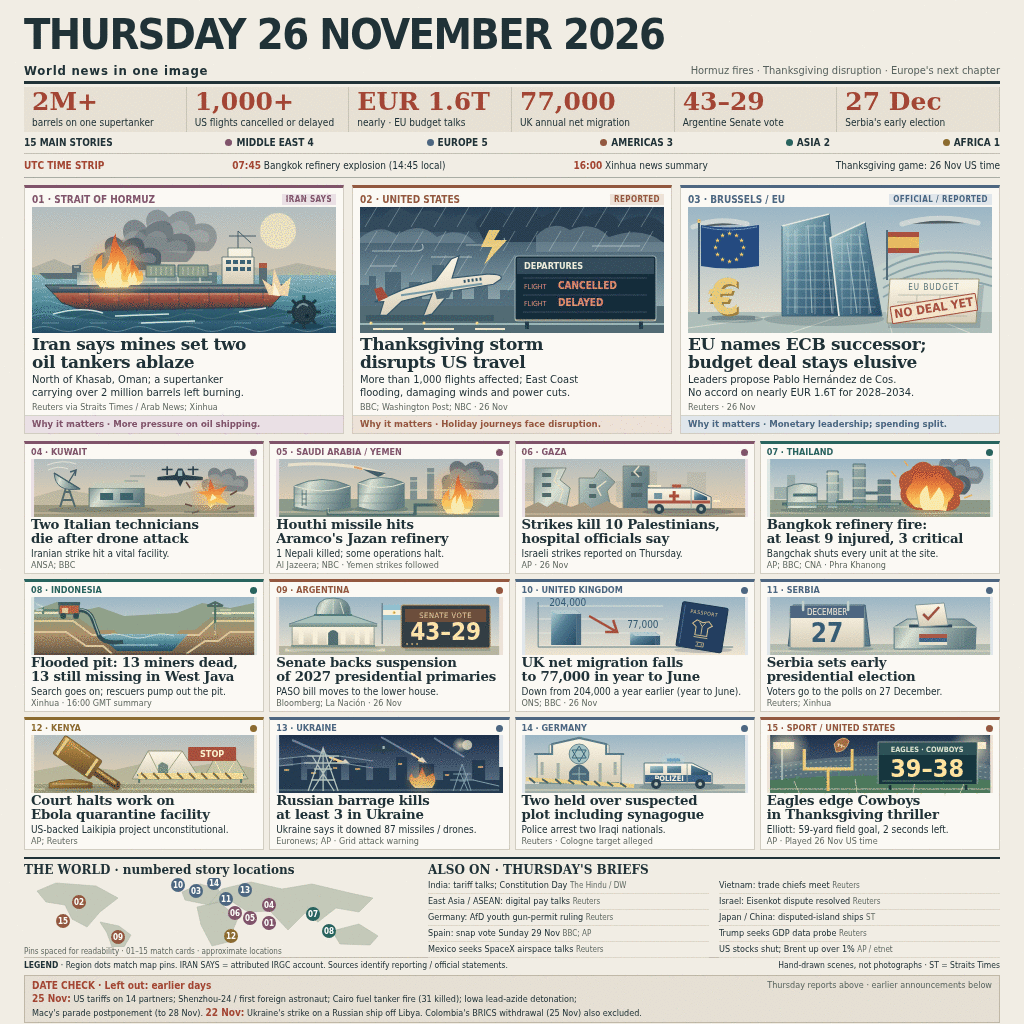 THURSDAY 26 NOVEMBER 2026
World news in one image
Hormuz fires · Thanksgiving disruption · Europe's next chapter
2M+
barrels on one supertanker
1,000+
US flights cancelled or delayed
EUR 1.6T
nearly · EU budget talks
77,000
UK annual net migration
43–29
Argentine Senate vote
27 Dec
Serbia's early election
15 MAIN STORIES
MIDDLE EAST 4
EUROPE 5
AMERICAS 3
ASIA 2
AFRICA 1
UTC TIME STRIP
07:45 Bangkok refinery explosion (14:45 local)
16:00 Xinhua news summary
Thanksgiving game: 26 Nov US time
01 · STRAIT OF HORMUZ
IRAN SAYS
Iran says mines set two
oil tankers ablaze
North of Khasab, Oman; a supertanker
carrying over 2 million barrels left burning.
Reuters via Straits Times / Arab News; Xinhua
Why it matters · More pressure on oil shipping.
02 · UNITED STATES
REPORTED
DEPARTURES
FLIGHT CANCELLED
FLIGHT DELAYED
Thanksgiving storm
disrupts US travel
More than 1,000 flights affected; East Coast
flooding, damaging winds and power cuts.
BBC; Washington Post; NBC · 26 Nov
Why it matters · Holiday journeys face disruption.
03 · BRUSSELS / EU
OFFICIAL / REPORTED
€
EU BUDGET
NO DEAL YET
EU names ECB successor;
budget deal stays elusive
Leaders propose Pablo Hernández de Cos.
No accord on nearly EUR 1.6T for 2028–2034.
Reuters · 26 Nov
Why it matters · Monetary leadership; spending split.
04 · KUWAIT
Two Italian technicians
die after drone attack
Iranian strike hit a vital facility.
ANSA; BBC
05 · SAUDI ARABIA / YEMEN
Houthi missile hits
Aramco's Jazan refinery
1 Nepali killed; some operations halt.
Al Jazeera; NBC · Yemen strikes followed
06 · GAZA
Strikes kill 10 Palestinians,
hospital officials say
Israeli strikes reported on Thursday.
AP · 26 Nov
07 · THAILAND
Bangkok refinery fire:
at least 9 injured, 3 critical
Bangchak shuts every unit at the site.
AP; BBC; CNA · Phra Khanong
08 · INDONESIA
Flooded pit: 13 miners dead,
13 still missing in West Java
Search goes on; rescuers pump out the pit.
Xinhua · 16:00 GMT summary
09 · ARGENTINA
SENATE VOTE
43–29
Senate backs suspension
of 2027 presidential primaries
PASO bill moves to the lower house.
Bloomberg; La Nación · 26 Nov
10 · UNITED KINGDOM
204,000
77,000
PASSPORT
UK net migration falls
to 77,000 in year to June
Down from 204,000 a year earlier (year to June).
ONS; BBC · 26 Nov
11 · SERBIA
DECEMBER
27
Serbia sets early
presidential election
Voters go to the polls on 27 December.
Reuters; Xinhua
12 · KENYA
STOP
Court halts work on
Ebola quarantine facility
US-backed Laikipia project unconstitutional.
AP; Reuters
13 · UKRAINE
Russian barrage kills
at least 3 in Ukraine
Ukraine says it downed 87 missiles / drones.
Euronews; AP · Grid attack warning
14 · GERMANY
POLIZEI
Two held over suspected
plot including synagogue
Police arrest two Iraqi nationals.
Reuters · Cologne target alleged
15 · SPORT / UNITED STATES
EAGLES · COWBOYS
39–38
Eagles edge Cowboys
in Thanksgiving thriller
Elliott: 59-yard field goal, 2 seconds left.
AP · Played 26 Nov US time
THE WORLD · numbered story locations
10
03
14
13
11
02
04
06
05
01
07
15
08
09
12
Pins spaced for readability · 01–15 match cards · approximate locations
ALSO ON · THURSDAY'S BRIEFS
India: tariff talks; Constitution Day The Hindu / DW
East Asia / ASEAN: digital pay talks Reuters
Germany: AfD youth gun-permit ruling Reuters
Spain: snap vote Sunday 29 Nov BBC; AP
Mexico seeks SpaceX airspace talks Reuters
Vietnam: trade chiefs meet Reuters
Israel: Eisenkot dispute resolved Reuters
Japan / China: disputed-island ships ST
Trump seeks GDP data probe Reuters
US stocks shut; Brent up over 1% AP / etnet
LEGEND · Region dots match map pins. IRAN SAYS = attributed IRGC account. Sources identify reporting / official statements.
Hand-drawn scenes, not photographs · ST = Straits Times
DATE CHECK · Left out: earlier days
Thursday reports above · earlier announcements below
25 Nov: US tariffs on 14 partners; Shenzhou-24 / first foreign astronaut; Cairo fuel tanker fire (31 killed); Iowa lead-azide detonation;
Macy's parade postponement (to 28 Nov). 22 Nov: Ukraine's strike on a Russian ship off Libya. Colombia's BRICS withdrawal (25 Nov) also excluded.